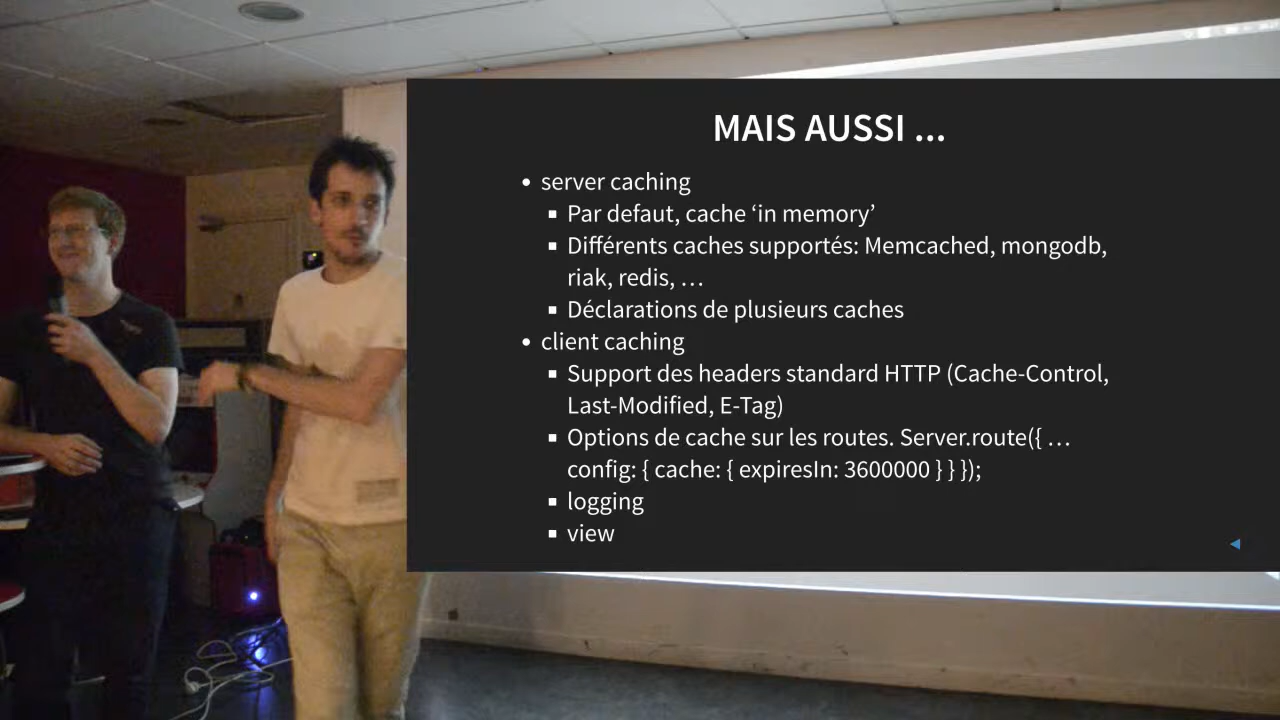 MAIS AUSSI ...
• server caching
▪ Par defaut, cache ‘in memory’
▪ Différents caches supportés: Memcached, mongodb,
riak, redis, …
▪ Déclarations de plusieurs caches
• client caching
▪ Support des headers standard HTTP (Cache-Control,
Last-Modified, E-Tag)
▪ Options de cache sur les routes. Server.route({ …
config: { cache: { expiresIn: 3600000 } } });
▪ logging
▪ view